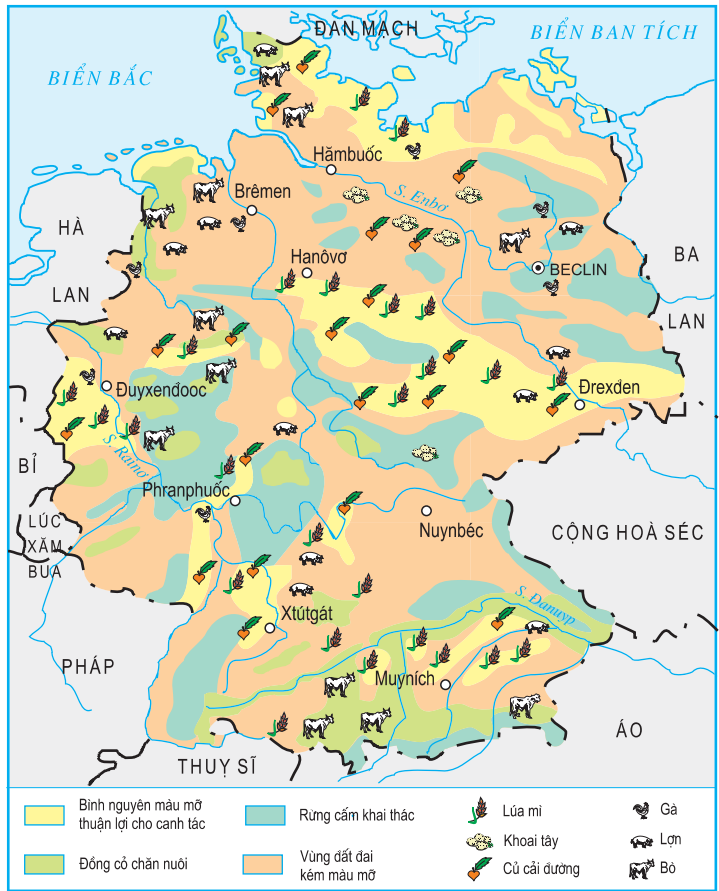 ĐAN MẠCH
BIỂN BAN TÍCH
BIỂN BẮC
Hămbuốc
S. Enbơ
Brêmen
HÀ
LAN
Hanôvơ
BECLIN
BA
LAN
Đuyxenđooc
Đrexden
S. Rainơ
BỈ
Phranphuốc
LÚC
XĂM
BUA
Nuynbéc
CỘNG HOÀ SÉC
Xtútgát
S. Đanuyp
PHÁP
Muyních
ÁO
THUỴ SĨ
Bình nguyên màu mỡ
thuận lợi cho canh tác
Rừng cấm khai thác
Lúa mì
Gà
Khoai tây
Lợn
Đồng cỏ chăn nuôi
Vùng đất đai
kém màu mỡ
Củ cải đường
Bò